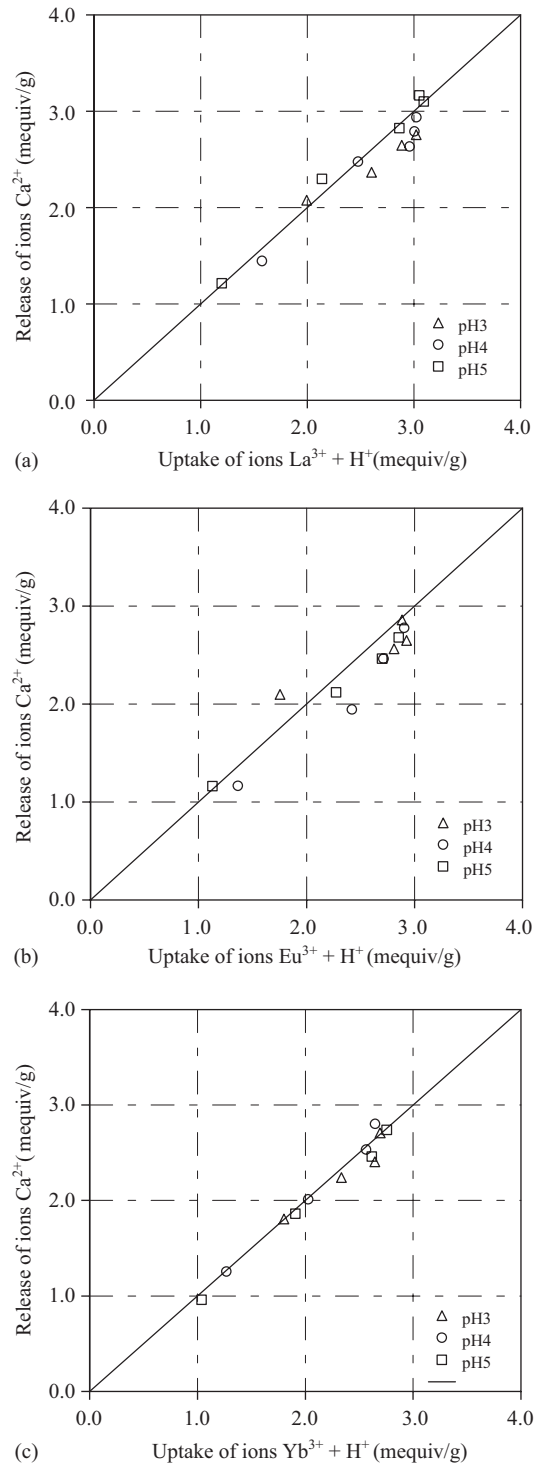 4.0
3.0
2.0
1.0
0.0
Release of ions Ca²⁺ (mequiv/g)
pH3
pH4
pH5
0.0 1.0 2.0 3.0 4.0
(a) Uptake of ions La³⁺ + H⁺(mequiv/g)
4.0
3.0
2.0
1.0
0.0
Release of ions Ca²⁺ (mequiv/g)
pH3
pH4
pH5
0.0 1.0 2.0 3.0 4.0
(b) Uptake of ions Eu³⁺ + H⁺ (mequiv/g)
4.0
3.0
2.0
1.0
0.0
Release of ions Ca²⁺( mequiv/g)
pH3
pH4
pH5
0.0 1.0 2.0 3.0 4.0
(c) Uptake of ions Yb³⁺ + H⁺ (mequiv/g)